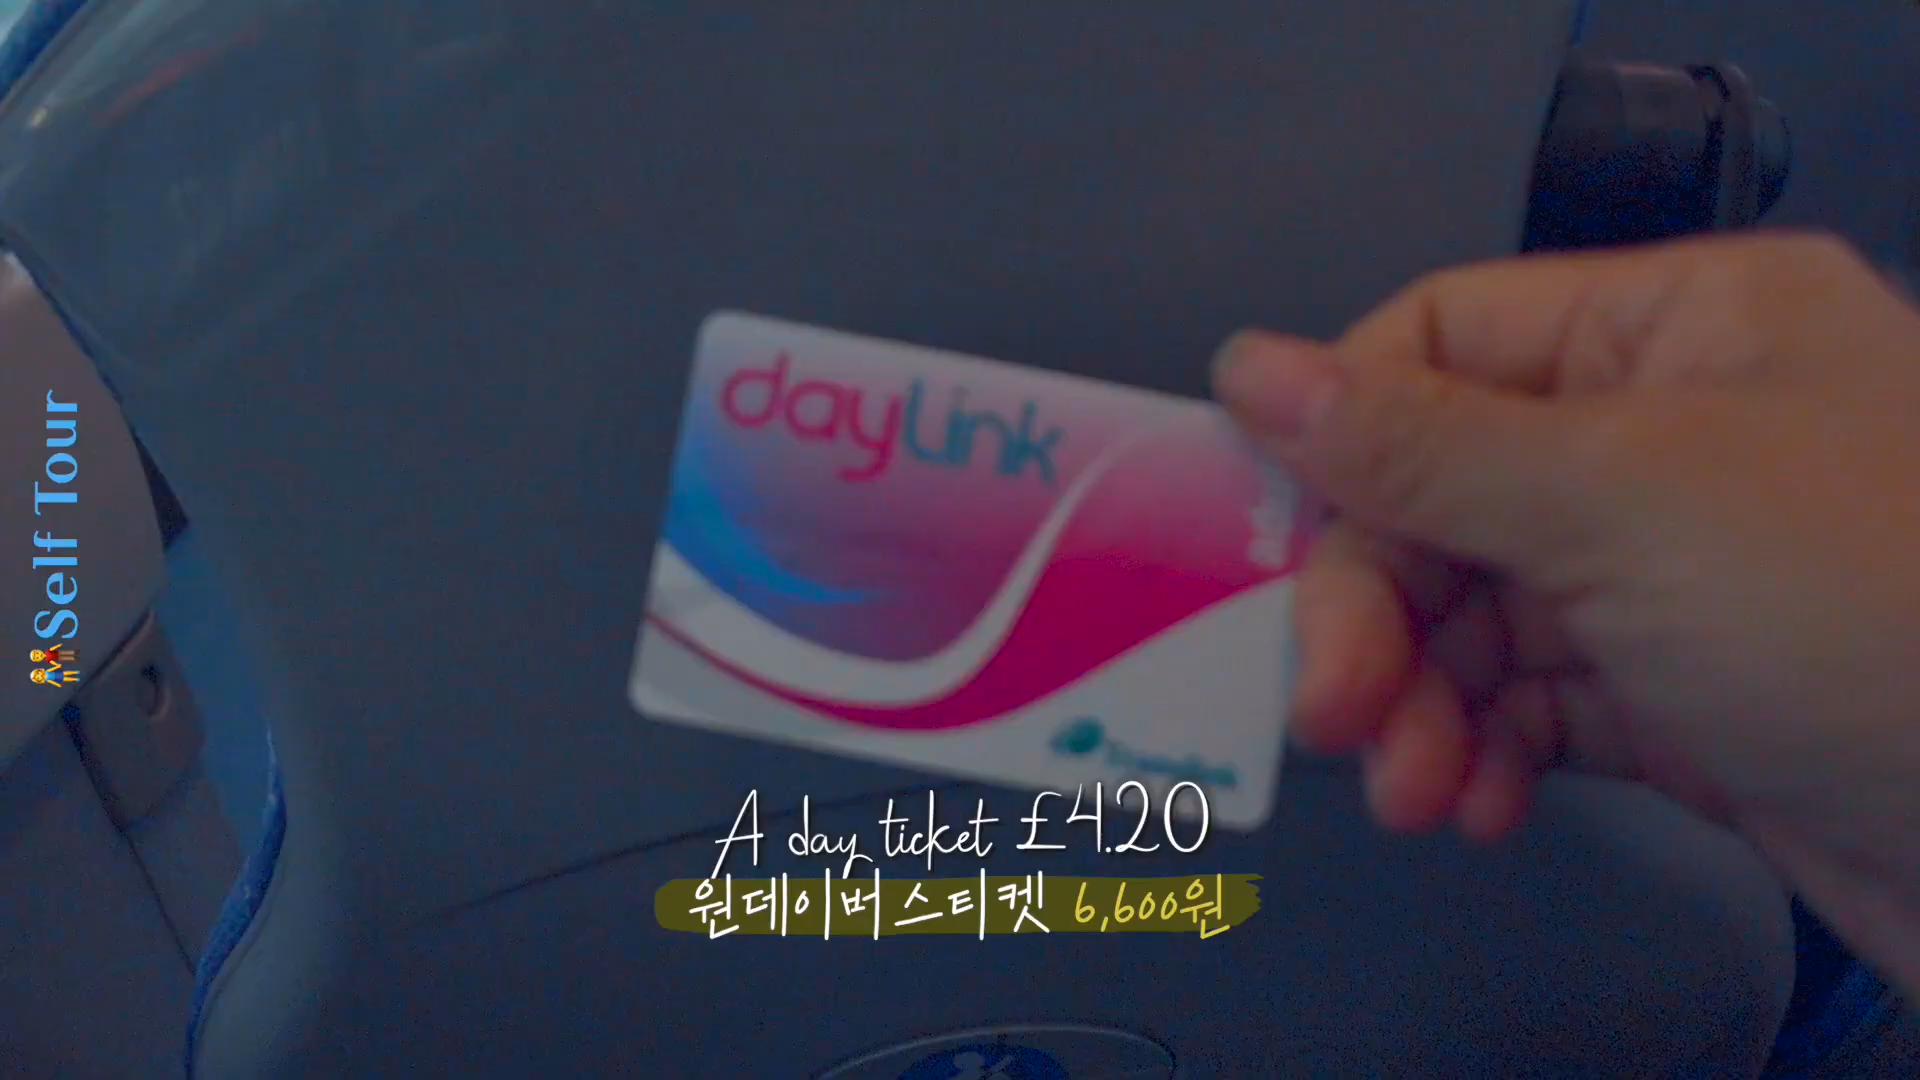 Self Tour
daylink
Translink
A day ticket £4.20
원데이버스티켓 6,600원